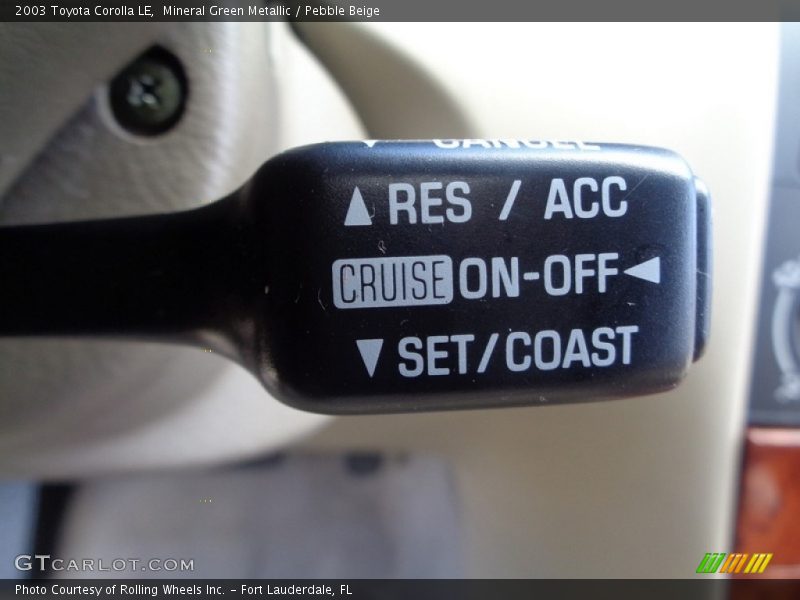 2003 Toyota Corolla LE, Mineral Green Metallic / Pebble Beige
CANCEL
RES / ACC
CRUISE ON-OFF
SET/COAST
GTCARLOT.COM
Photo Courtesy of Rolling Wheels Inc. – Fort Lauderdale, FL